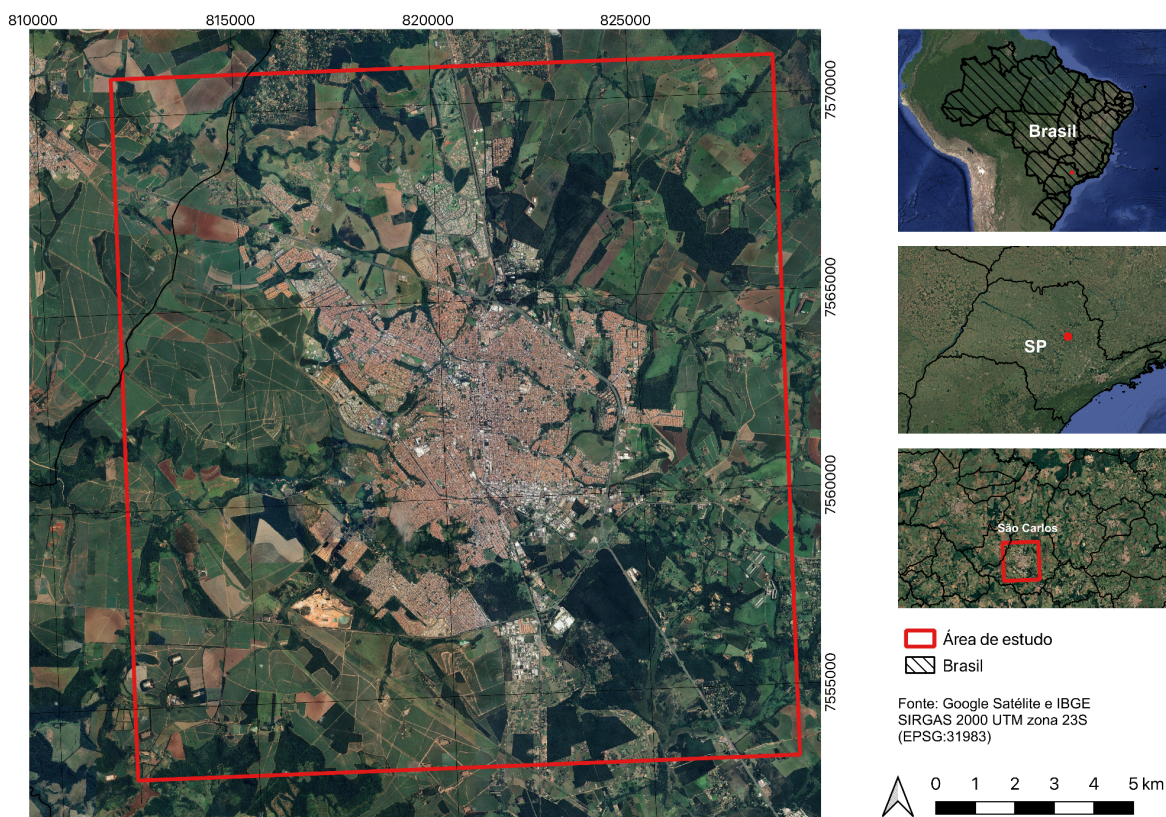 810000
815000
820000
825000
7570000
7565000
7560000
7555000
Brasil
SP
São Carlos
Área de estudo
Brasil
Fonte: Google Satélite e IBGE
SIRGAS 2000 UTM zona 23S
(EPSG:31983)
0 1 2 3 4 5 km